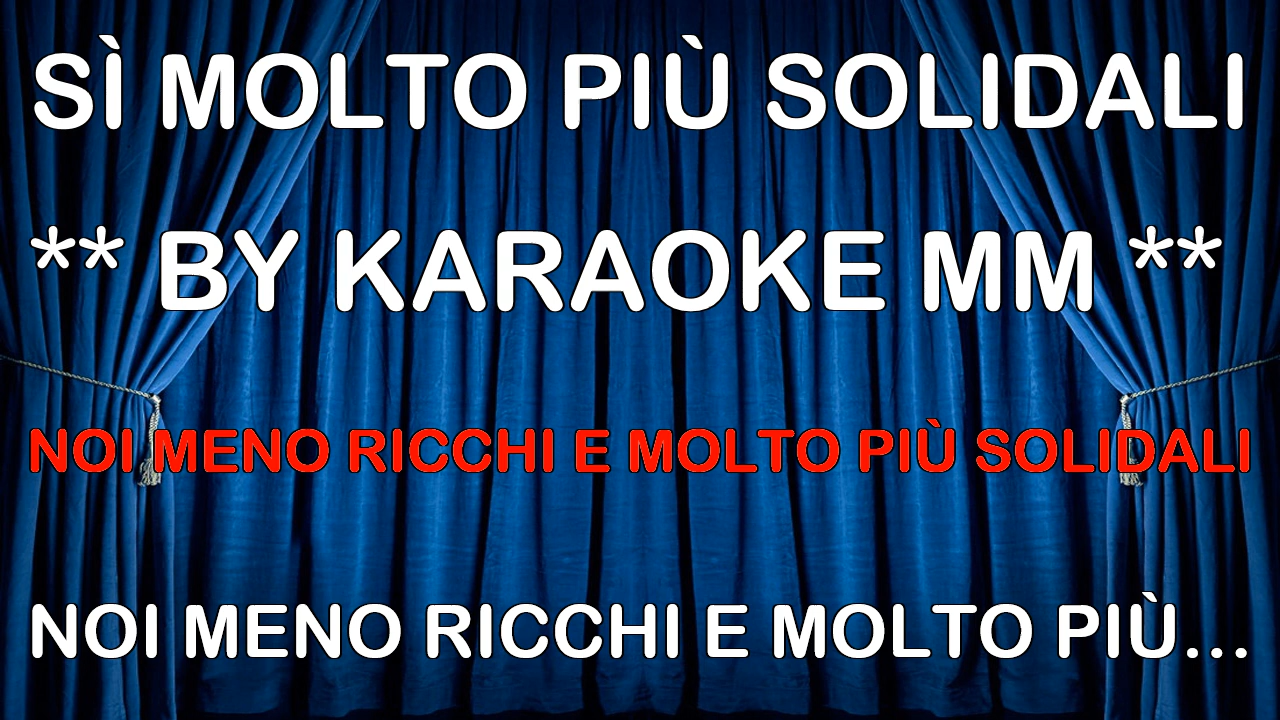 SÌ MOLTO PIÙ SOLIDALI
** BY KARAOKE MM **
NOI MENO RICCHI E MOLTO PIÙ SOLIDALI
NOI MENO RICCHI E MOLTO PIÙ...